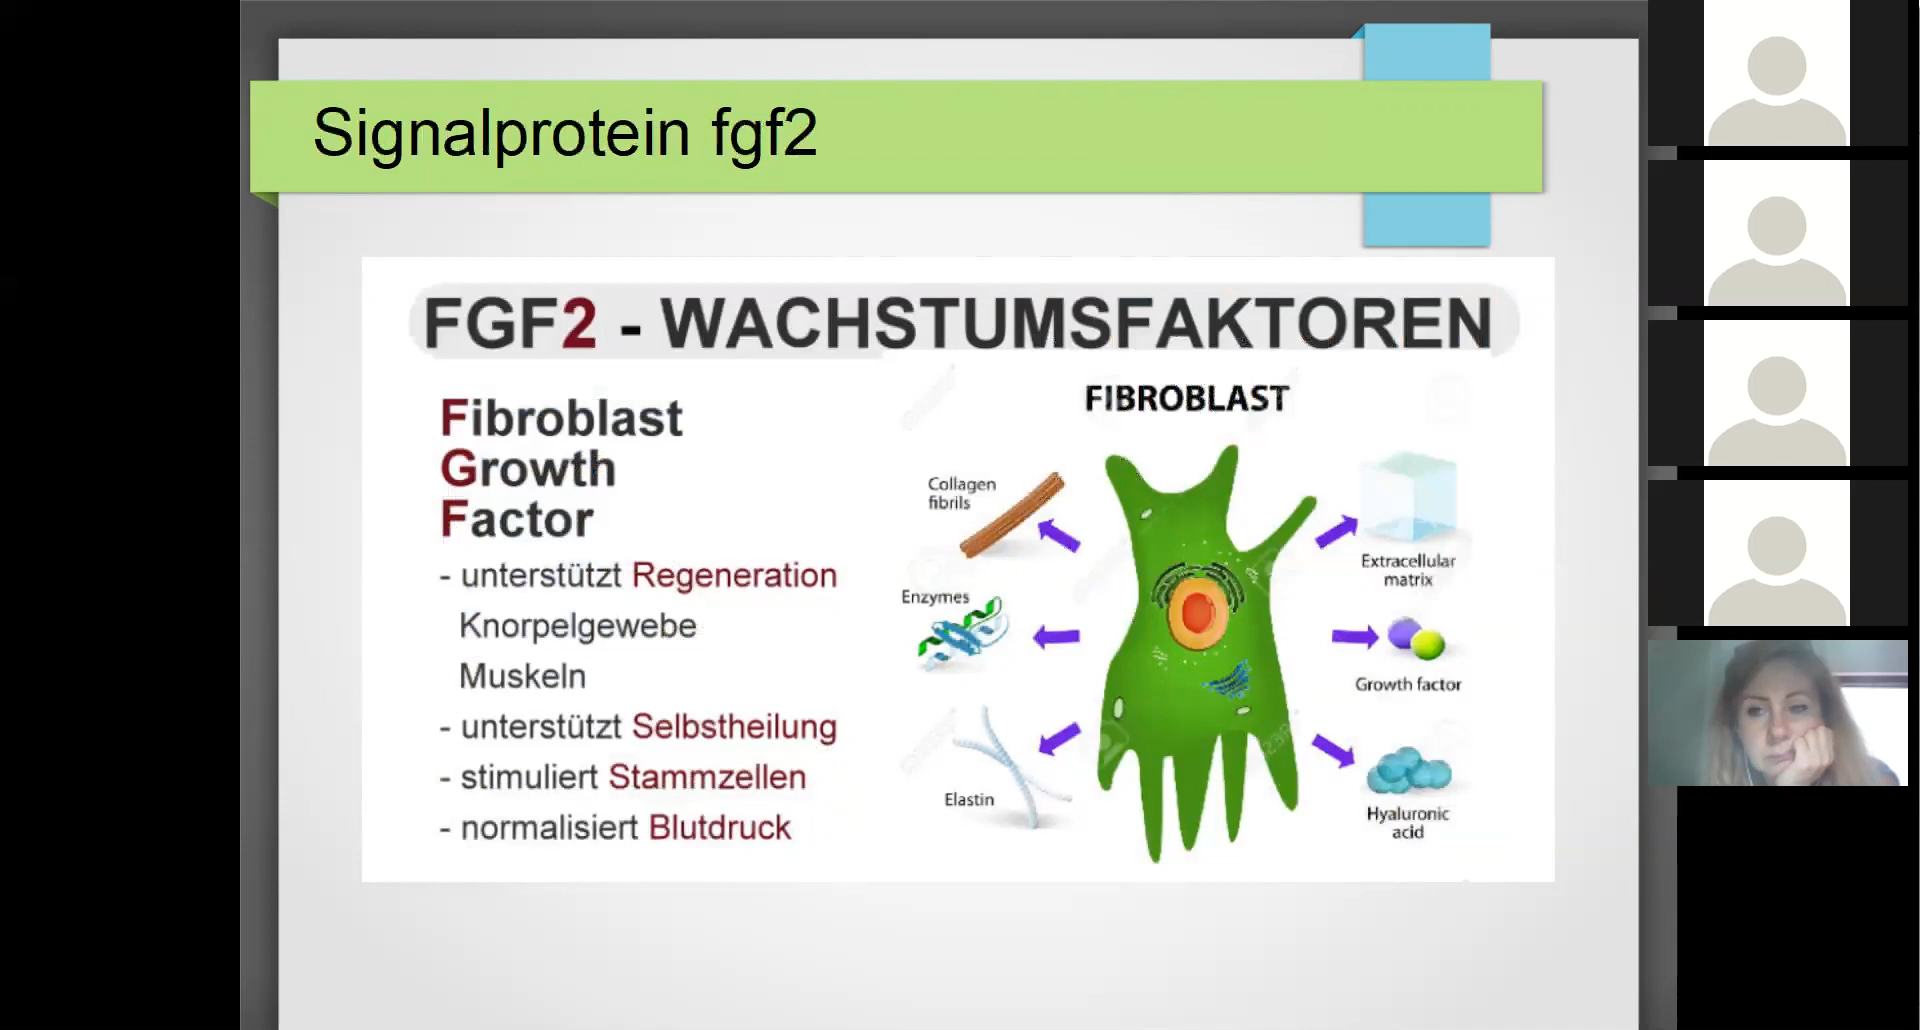 Signalprotein fgf2
FGF2 - WACHSTUMSFAKTOREN
Fibroblast
Growth
Factor
- unterstützt Regeneration
Knorpelgewebe
Muskeln
- unterstützt Selbstheilung
- stimuliert Stammzellen
- normalisiert Blutdruck
FIBROBLAST
Collagen
fibrils
Enzymes
Elastin
Extracellular
matrix
Growth factor
Hyaluronic
acid